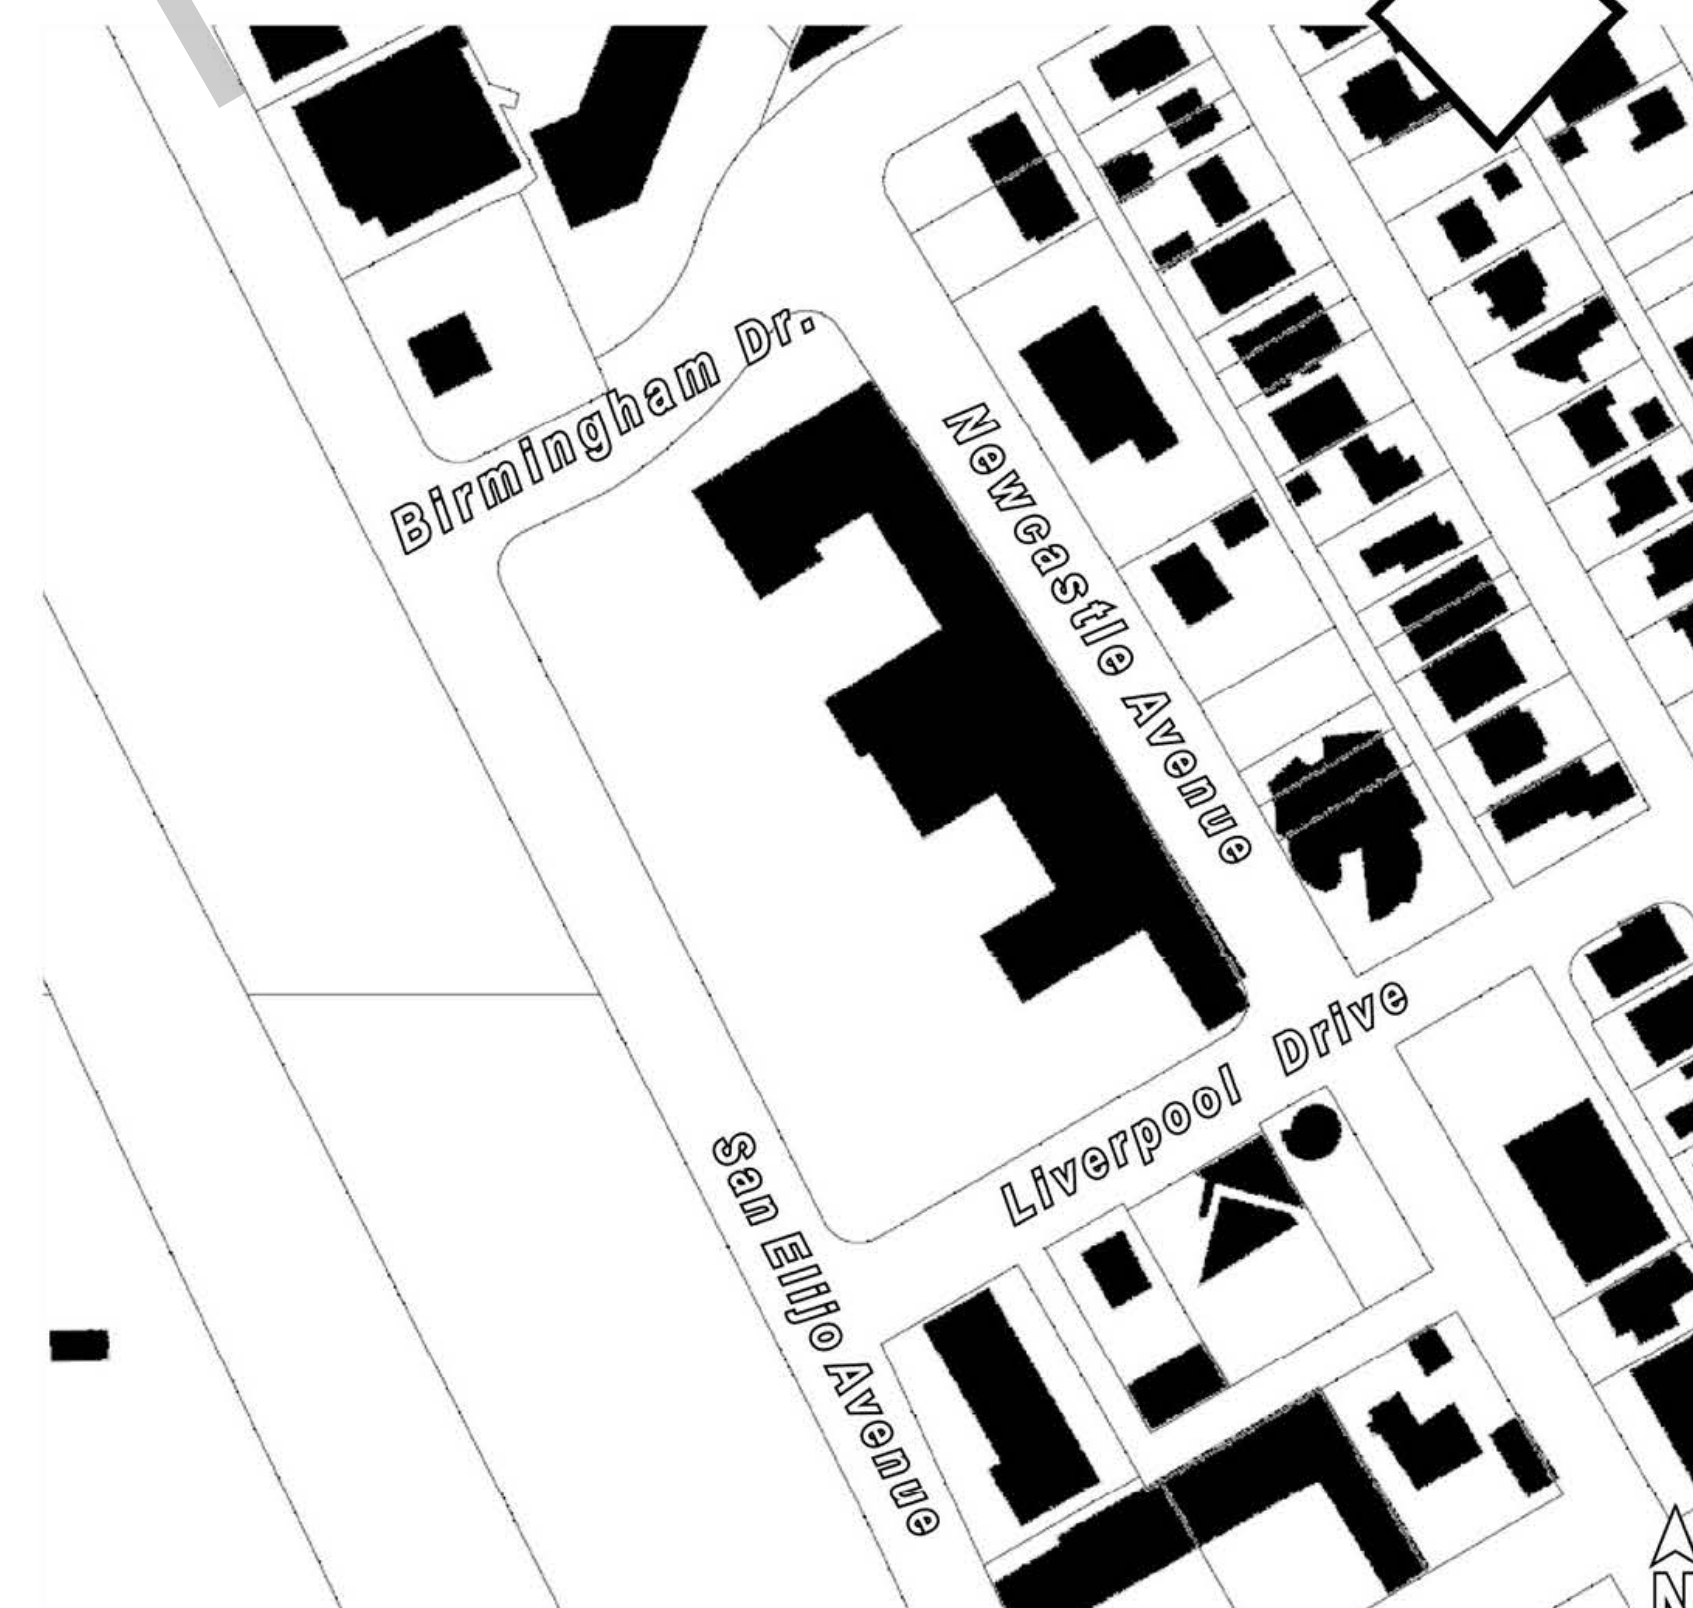 Birmingham Dr.
Newcastle Avenue
Liverpool Drive
San Elijo Avenue
N